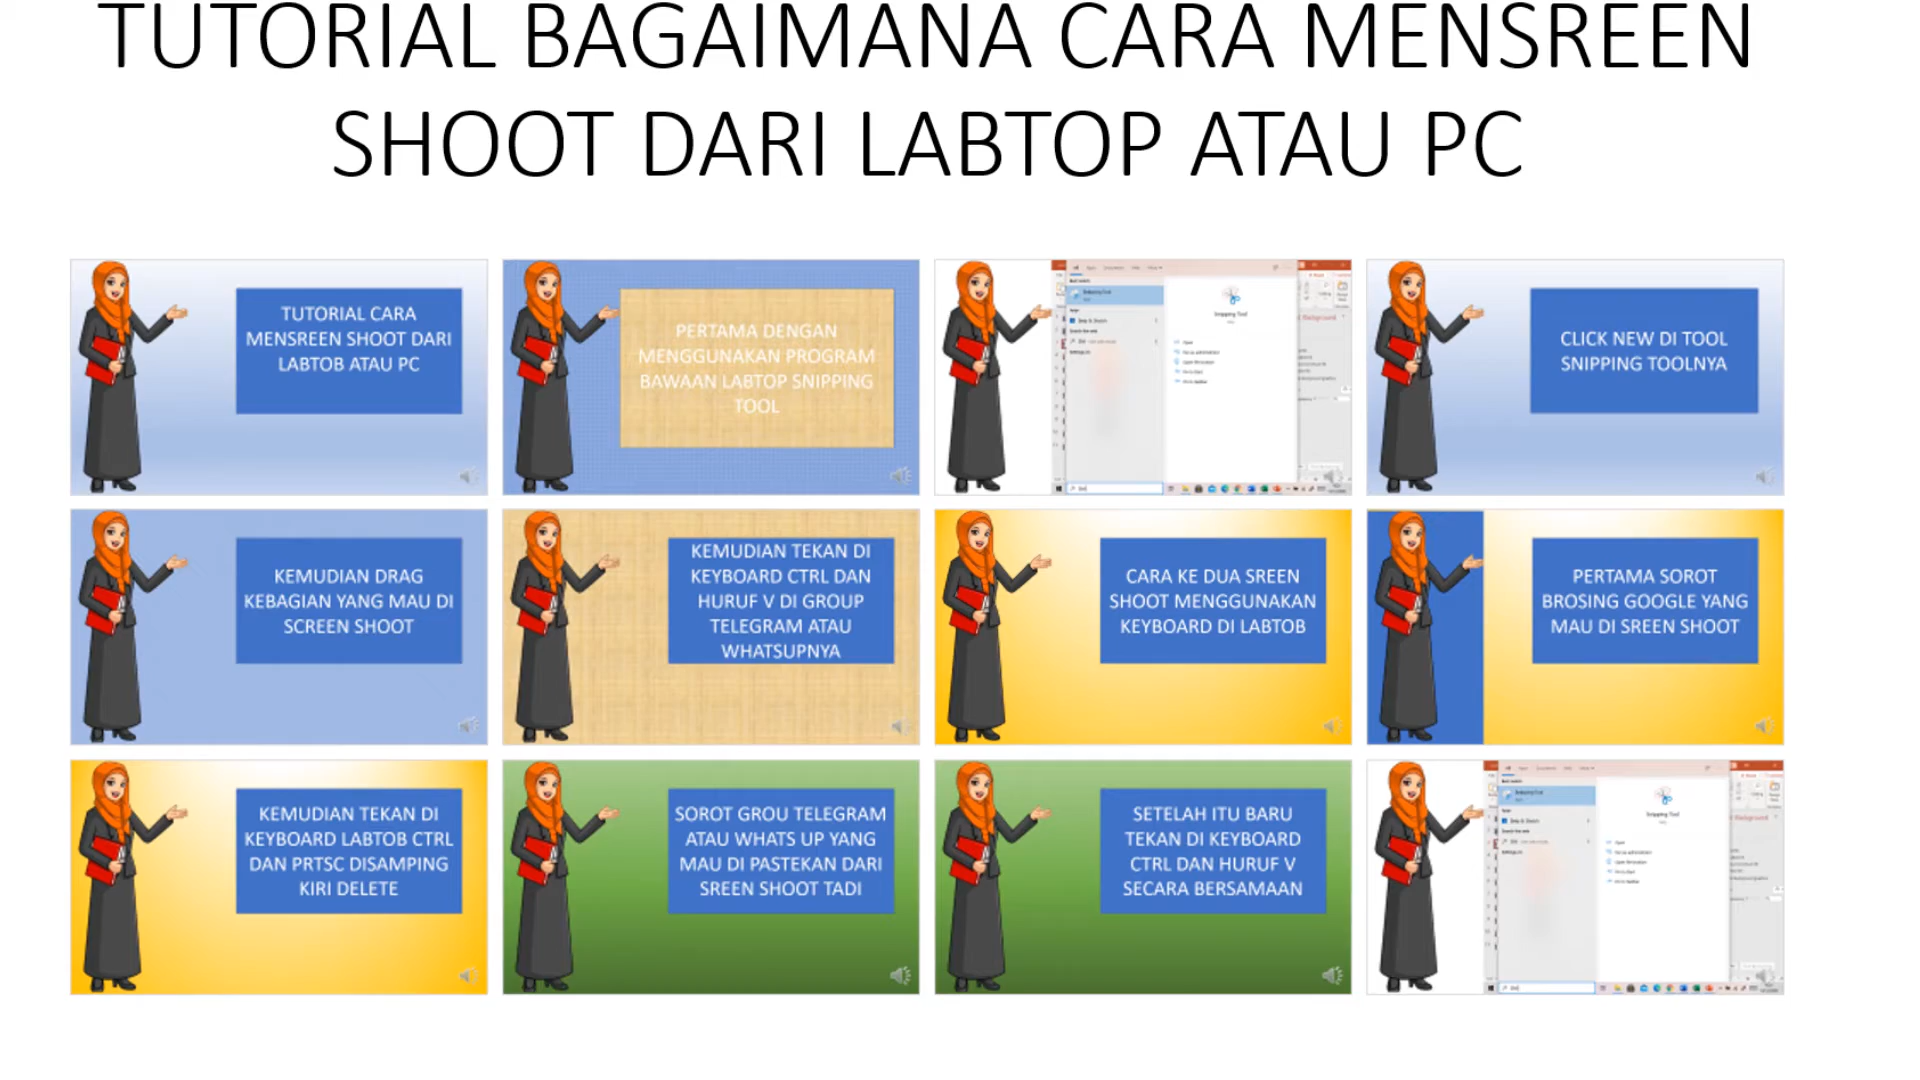 TUTORIAL BAGAIMANA CARA MENSREEN
SHOOT DARI LABTOP ATAU PC
TUTORIAL CARA
MENSREEN SHOOT DARI
LABTOB ATAU PC
PERTAMA DENGAN
MENGGUNAKAN PROGRAM
BAWAAN LABTOP SNIPPING
TOOL
Snipping Tool
CLICK NEW DI TOOL
SNIPPING TOOLNYA
KEMUDIAN DRAG
KEBAGIAN YANG MAU DI
SCREEN SHOOT
KEMUDIAN TEKAN DI
KEYBOARD CTRL DAN
HURUF V DI GROUP
TELEGRAM ATAU
WHATSUPNYA
CARA KE DUA SREEN
SHOOT MENGGUNAKAN
KEYBOARD DI LABTOB
PERTAMA SOROT
BROSING GOOGLE YANG
MAU DI SREEN SHOOT
KEMUDIAN TEKAN DI
KEYBOARD LABTOB CTRL
DAN PRTSC DISAMPING
KIRI DELETE
SOROT GROU TELEGRAM
ATAU WHATS UP YANG
MAU DI PASTEKAN DARI
SREEN SHOOT TADI
SETELAH ITU BARU
TEKAN DI KEYBOARD
CTRL DAN HURUF V
SECARA BERSAMAAN
Snipping Tool